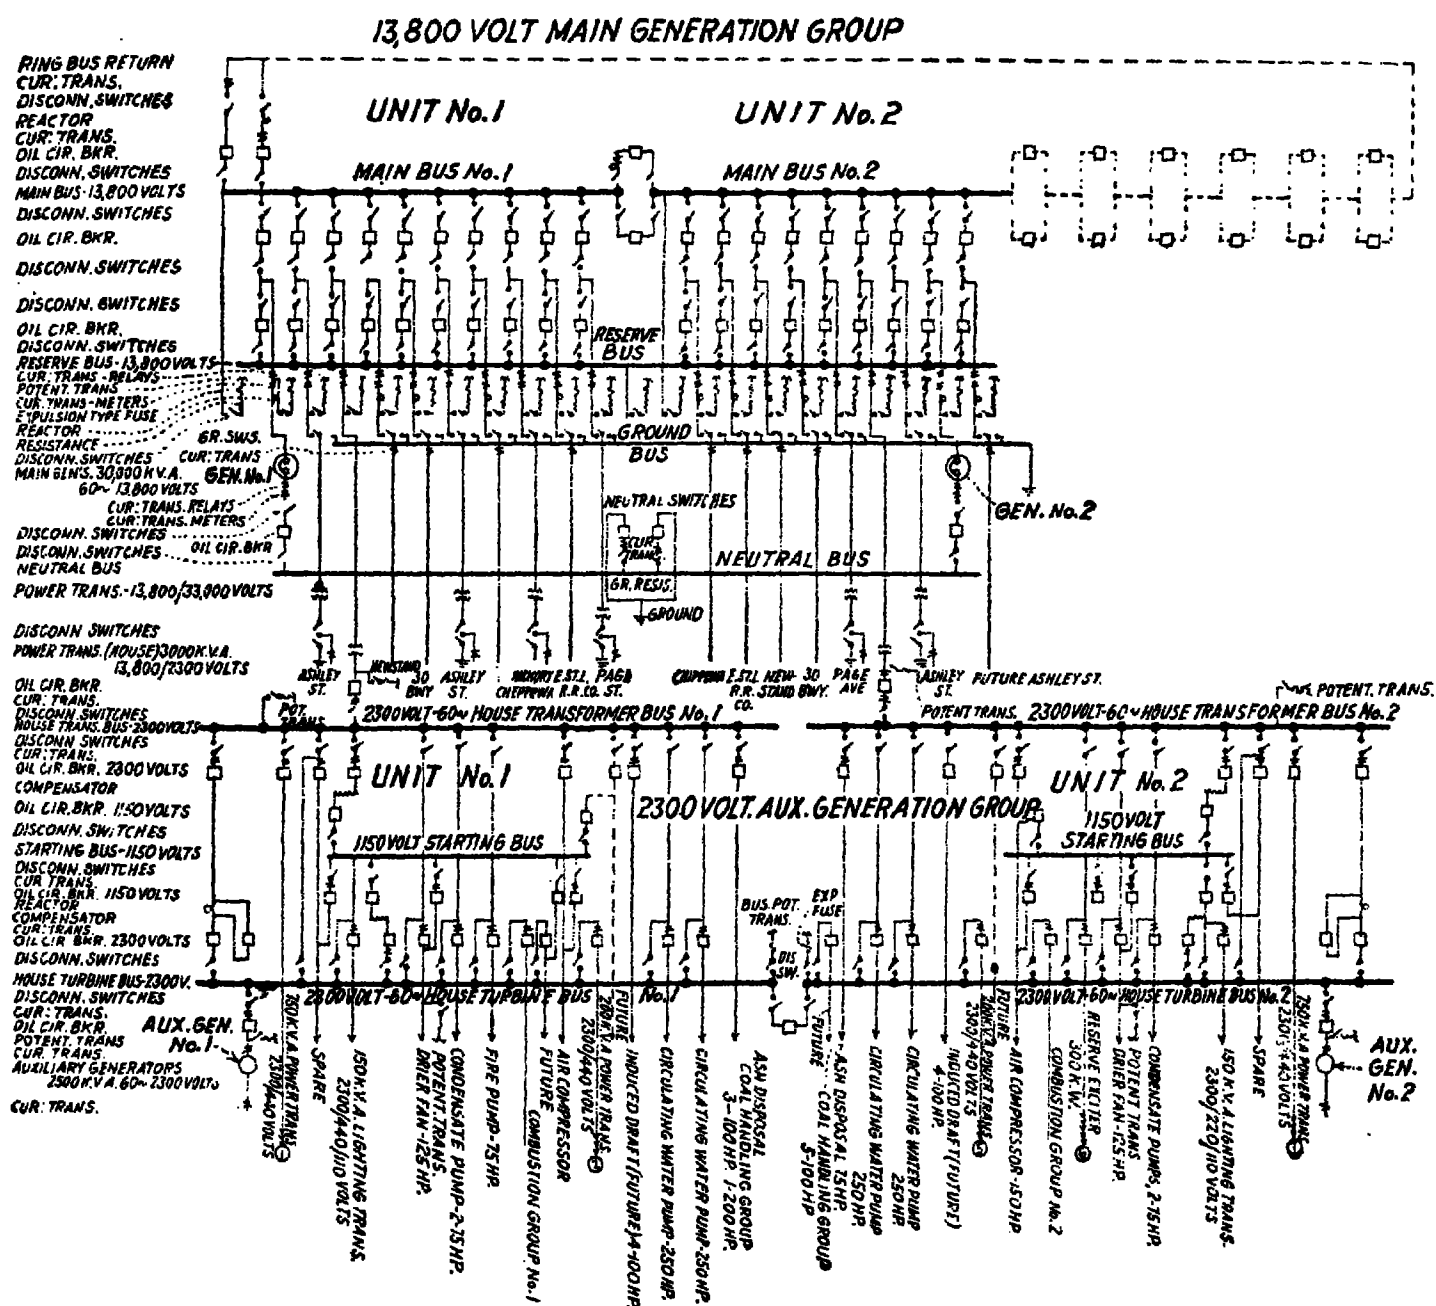 13,800 VOLT MAIN GENERATION GROUP
RING BUS RETURN
CUR. TRANS.
DISCONN. SWITCHES
REACTOR
CUR. TRANS.
OIL CIR. BKR.
DISCONN. SWITCHES
MAIN BUS-13,800 VOLTS
DISCONN. SWITCHES
OIL CIR. BKR.
DISCONN. SWITCHES
DISCONN. SWITCHES
OIL CIR. BKR.
DISCONN. SWITCHES
RESERVE BUS-13,800 VOLTS
CUR. TRANS-RELAYS
POTENT. TRANS
CUR. TRANS-METERS
EXPULSION TYPE FUSE
REACTOR
RESISTANCE
DISCONN. SWITCHES
MAIN GEN'S. 30,000 K.V.A.
60~ 13,800 VOLTS
CUR. TRANS. RELAYS
CUR. TRANS. METERS
DISCONN. SWITCHES
DISCONN. SWITCHES
OIL CIR. BKR
NEUTRAL BUS
POWER TRANS.-13,800/33,000 VOLTS
DISCONN SWITCHES
POWER TRANS. (HOUSE) 3000 K.V.A.
13,800/2300 VOLTS
OIL CIR. BKR.
CUR. TRANS.
DISCONN. SWITCHES
HOUSE TRANS. BUS-2300 VOLTS
DISCONN SWITCHES
CUR. TRANS.
OIL CIR. BKR. 2300 VOLTS
COMPENSATOR
OIL CIR. BKR. 1150 VOLTS
DISCONN. SWITCHES
STARTING BUS-1150 VOLTS
DISCONN. SWITCHES
CUR TRANS.
OIL CIR. BKR. 1150 VOLTS
REACTOR
COMPENSATOR
CUR. TRANS.
OIL CIR BKR. 2300 VOLTS
DISCONN. SWITCHES
HOUSE TURBINE BUS-2300V.
DISCONN. SWITCHES
CUR. TRANS.
OIL CIR. BKR.
POTENT. TRANS
CUR. TRANS.
AUXILIARY GENERATORS
2500 K.V.A. 60~ 2300 VOLTS
CUR. TRANS.
UNIT No.1
UNIT No.2
MAIN BUS No.1
MAIN BUS No.2
RESERVE
BUS
GR. SWS.
CUR. TRANS
GROUND
BUS
GEN. No.1
GEN. No.2
NEUTRAL SWITCHES
CUR.
TRANS.
GR. RESIS.
GROUND
NEUTRAL BUS
ASHLEY
ST.
NEWSTAND
30
BWY
ASHLEY
ST.
CHEPPEWA
E. ST. L
R.R. CO.
PAGE
ST.
E. ST. L
R.R.
CO.
NEW-
STAND
30
BWY.
PAGE
AVE
ASHLEY
ST.
FUTURE ASHLEY ST.
POT.
TRANS
2300 VOLT-60~ HOUSE TRANSFORMER BUS No.1
POTENT TRANS.
2300 VOLT-60~ HOUSE TRANSFORMER BUS No.2
POTENT. TRANS.
UNIT No.1
UNIT No.2
2300 VOLT. AUX. GENERATION GROUP
1150 VOLT STARTING BUS
1150 VOLT
STARTING BUS
BUS. POT.
TRANS.
EXP
FUSE
DIS
SW.
2300 VOLT-60~ HOUSE TURBINE BUS No.1
2300 VOLT-60~ HOUSE TURBINE BUS No.2
AUX. GEN.
No.1
AUX.
GEN.
No.2
750 K.V.A POWER TRANS.
2300/440 VOLTS
SPARE
150 K.V.A. LIGHTING TRANS.
2300/440/110 VOLTS
DRIER FAN-125 HP.
POTENT. TRANS.
CONDENSATE PUMP-2-75 HP.
FIRE PUMP-75 HP.
COMBUSTION GROUP No.1
FUTURE
AIR COMPRESSOR
750 K.V.A POWER TRANS.
2300/440 VOLTS
FUTURE
INDUCED DRAFT (FUTURE) 4-100 HP.
CIRCULATING WATER PUMP-250 HP.
CIRCULATING WATER PUMP-250 HP.
ASH DISPOSAL
COAL HANDLING GROUP
3-100 HP. 1-200 HP.
FUTURE
COAL HANDLING GROUP
5-100 HP
ASH DISPOSAL 75 HP.
CIRCULATING WATER PUMP
250 HP.
CIRCULATING WATER PUMP
250 HP.
INDUCED DRAFT (FUTURE)
4-100 HP.
750 K.V.A POWER TRANS.
2300/440 VOLTS
FUTURE
AIR COMPRESSOR-150 HP.
COMBUSTION GROUP No.2
RESERVE EXCITER
300 K.W.
DRIER FAN-125 HP.
POTENT TRANS
CONDENSATE PUMPS, 2-75 HP.
150 K.V.A LIGHTING TRANS.
2300/220/110 VOLTS
SPARE
750 K.V.A POWER TRANS.
2300/440 VOLTS